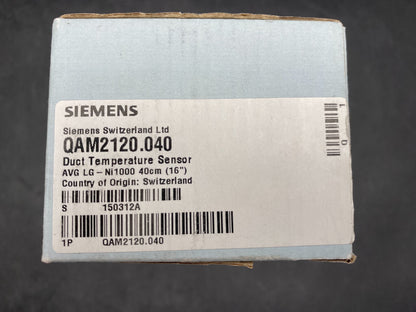 SIEMENS
Siemens Switzerland Ltd
QAM2120.040
Duct Temperature Sensor
AVG LG - Ni1000 40cm (16")
Country of Origin: Switzerland
S 150312A
1P QAM2120.040
Q 1